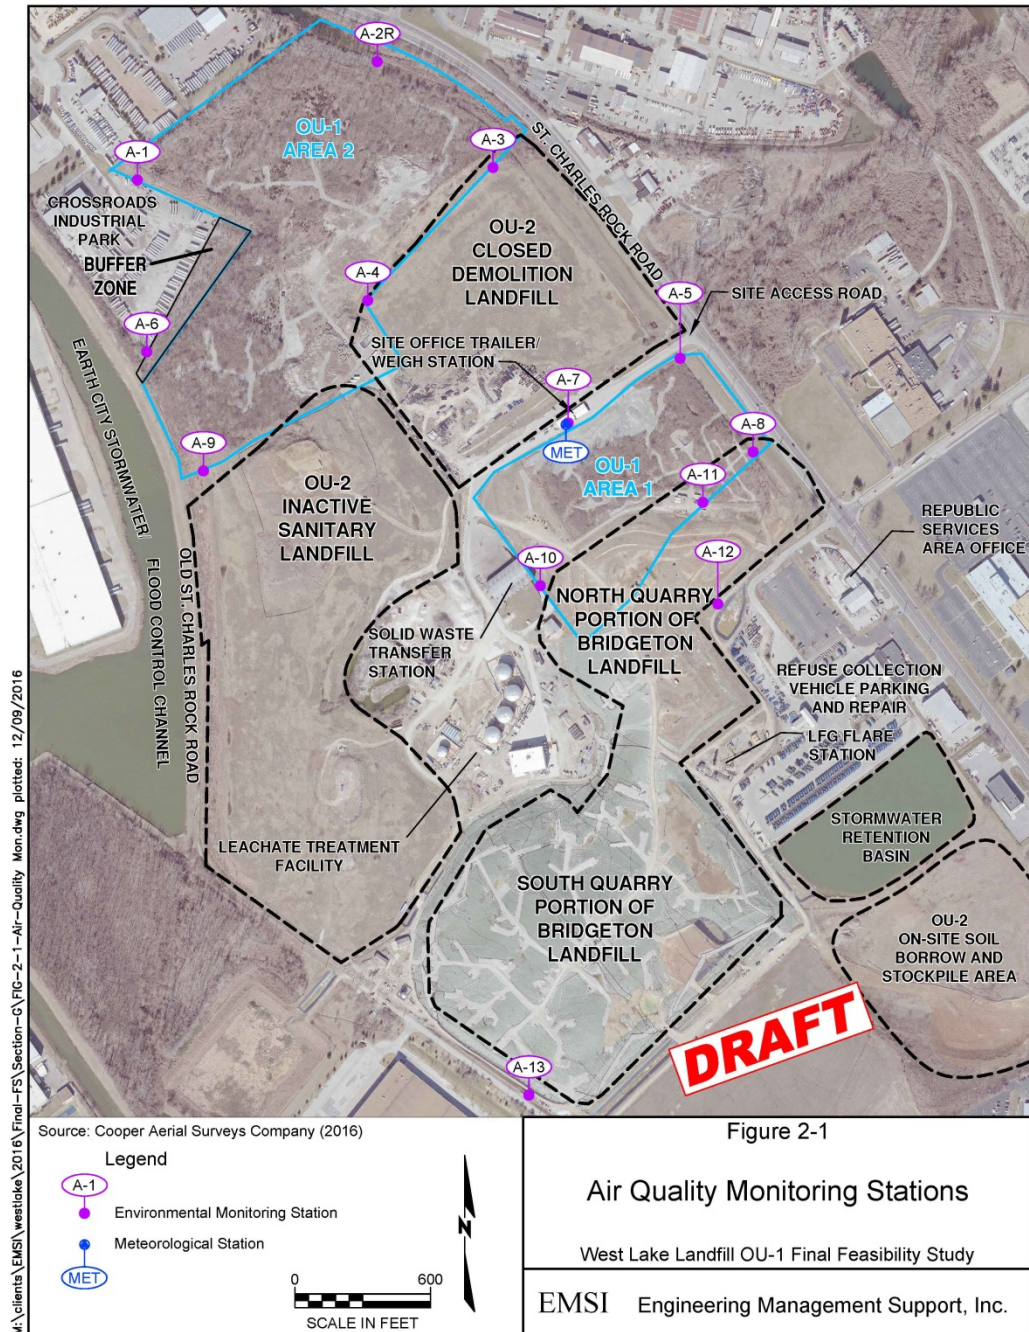 A-2R
OU-1
AREA 2
A-3
A-1
ST. CHARLES ROCK ROAD
CROSSROADS
INDUSTRIAL
PARK
BUFFER
ZONE
OU-2
CLOSED
DEMOLITION
LANDFILL
A-4
A-5
SITE ACCESS ROAD
A-6
SITE OFFICE TRAILER/
WEIGH STATION
A-7
MET
A-8
EARTH CITY STORMWATER/
FLOOD CONTROL CHANNEL
OLD ST. CHARLES ROCK ROAD
A-9
OU-2
INACTIVE
SANITARY
LANDFILL
OU-1
AREA 1
A-11
REPUBLIC
SERVICES
AREA OFFICE
A-10
A-12
NORTH QUARRY
PORTION OF
BRIDGETON
LANDFILL
SOLID WASTE
TRANSFER
STATION
REFUSE COLLECTION
VEHICLE PARKING
AND REPAIR
LFG FLARE
STATION
STORMWATER
RETENTION
BASIN
LEACHATE TREATMENT
FACILITY
SOUTH QUARRY
PORTION OF
BRIDGETON
LANDFILL
OU-2
ON-SITE SOIL
BORROW AND
STOCKPILE AREA
DRAFT
A-13
M:\clients\EMSI\westlake\2016\Final-FS\Section-G\FIG-2-1-Air-Quality Mon.dwg plotted: 12/09/2016
Source: Cooper Aerial Surveys Company (2016)
Legend
A-1
Environmental Monitoring Station
Meteorological Station
MET
N
0 600
SCALE IN FEET
Figure 2-1
Air Quality Monitoring Stations
West Lake Landfill OU-1 Final Feasibility Study
EMSI Engineering Management Support, Inc.